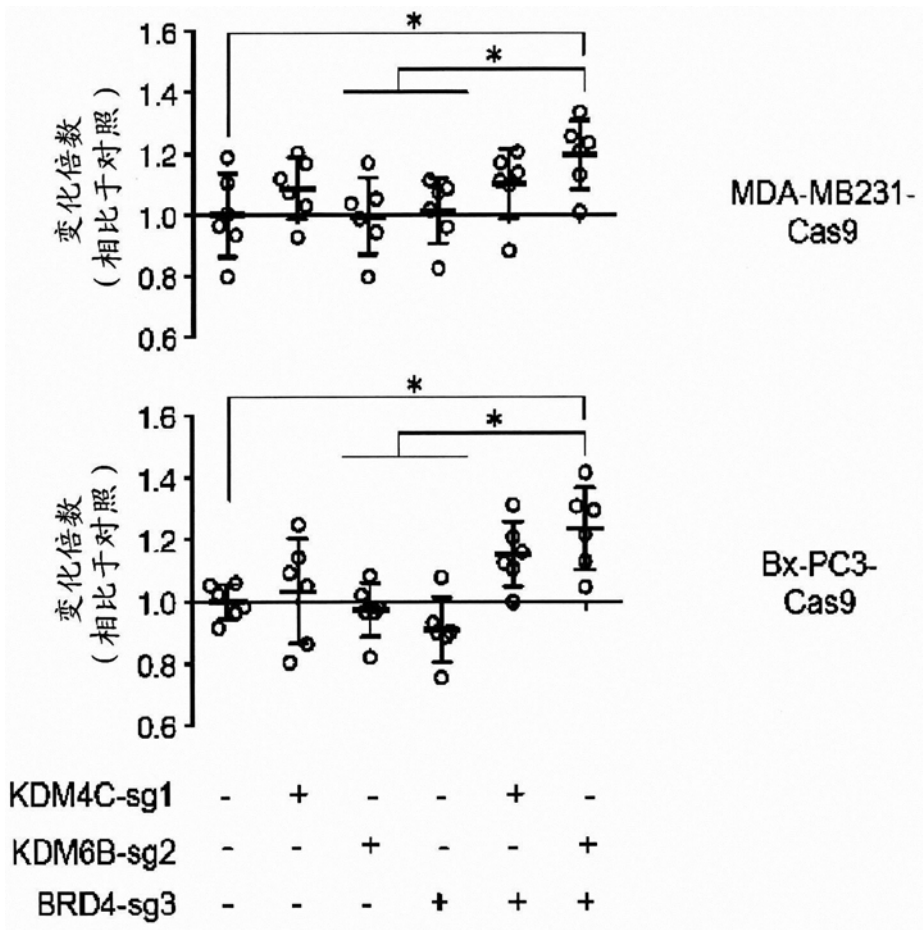 *
*
1.6
1.4
1.2
1.0
0.8
0.6
变化倍数
(相比于对照)
MDA-MB231-
Cas9
*
*
1.6
1.4
1.2
1.0
0.8
0.6
变化倍数
(相比于对照)
Bx-PC3-
Cas9
KDM4C-sg1 - + - - + -
KDM6B-sg2 - - + - - +
BRD4-sg3 - - - + + +